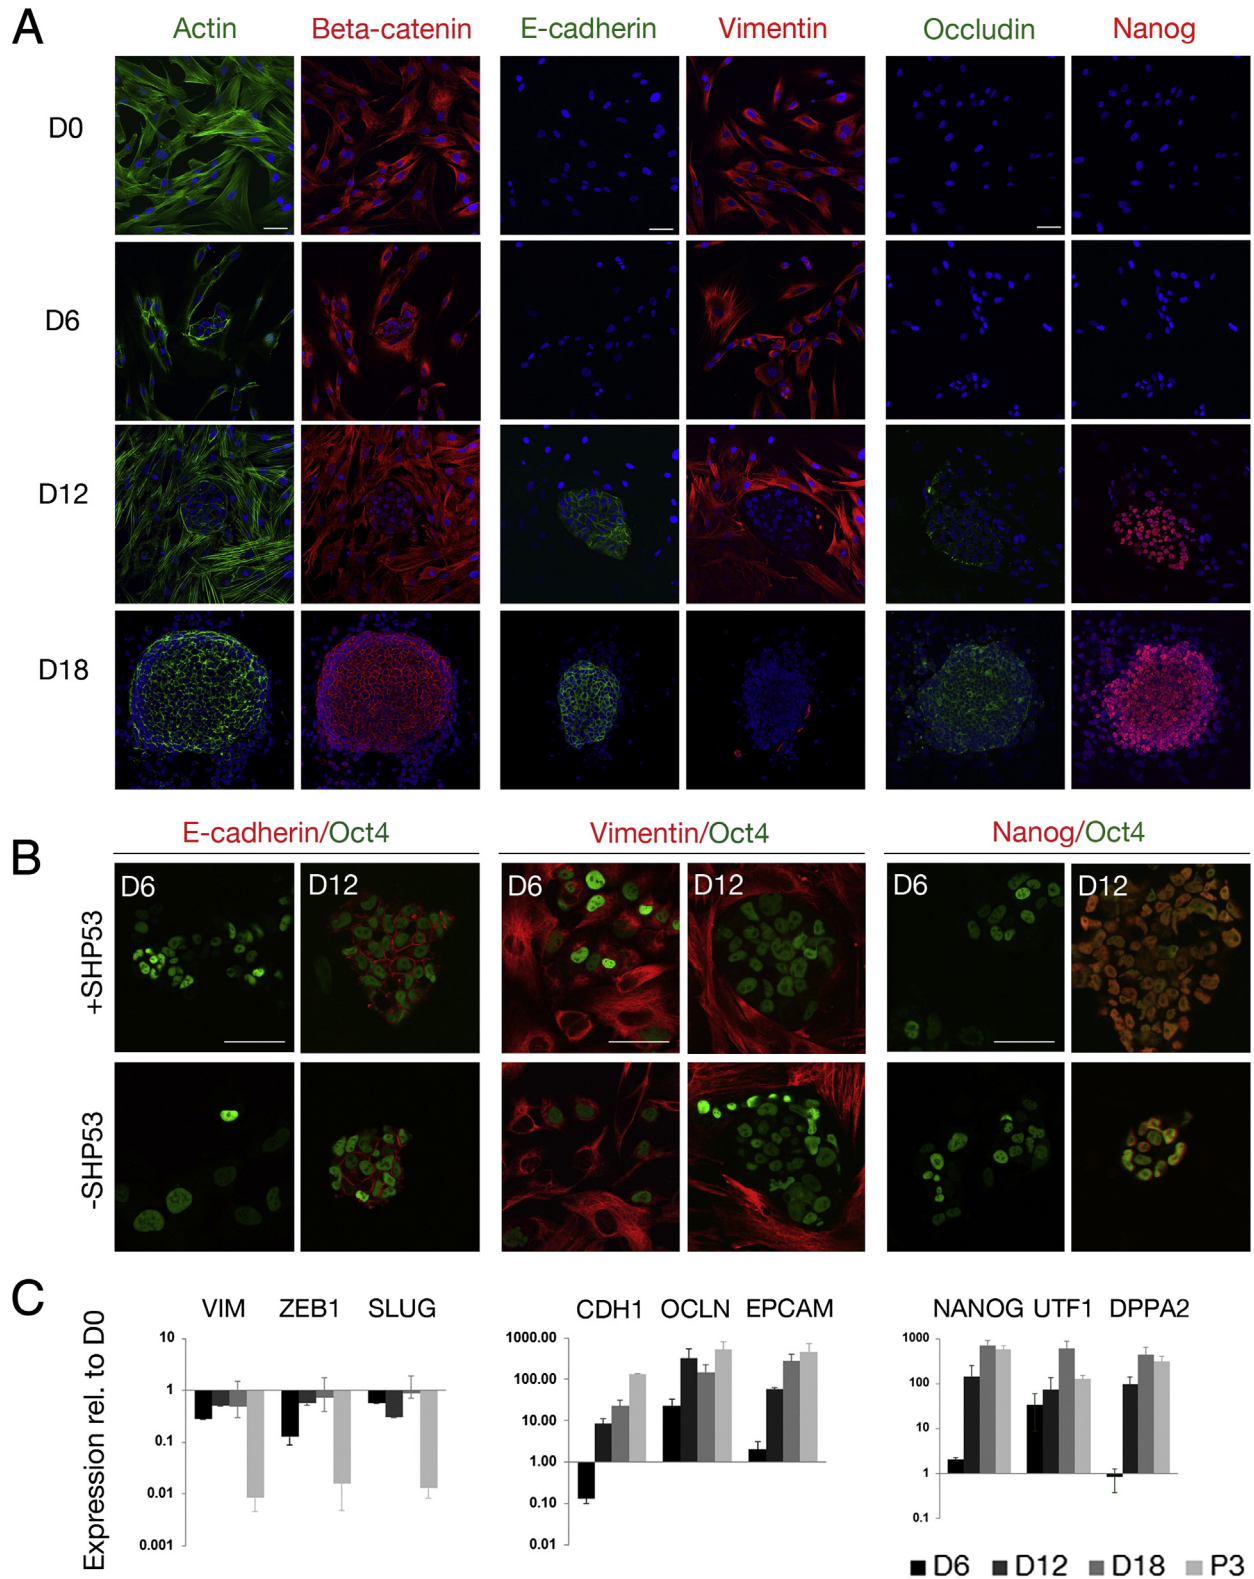 A
Actin Beta-catenin E-cadherin Vimentin Occludin Nanog
D0
D6
D12
D18
B
E-cadherin/Oct4 Vimentin/Oct4 Nanog/Oct4
+SHP53
D6 D12 D6 D12 D6 D12
-SHP53
C
Expression rel. to D0
VIM ZEB1 SLUG
10
1
0.1
0.01
0.001
CDH1 OCLN EPCAM
1000.00
100.00
10.00
1.00
0.10
0.01
NANOG UTF1 DPPA2
1000
100
10
1
0.1
D6 D12 D18 P3